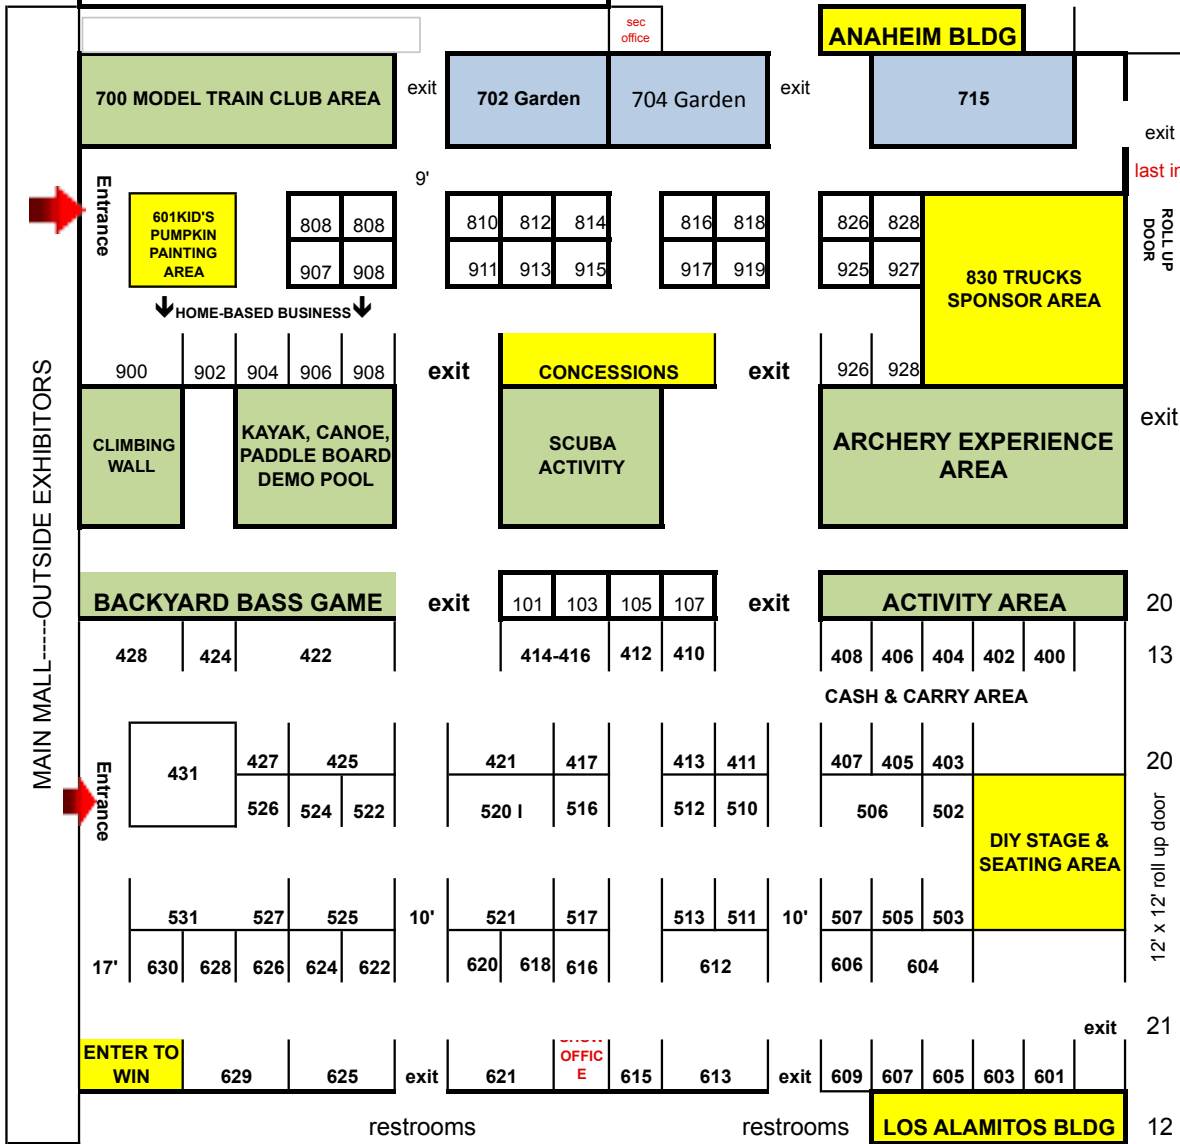 sec
office
ANAHEIM BLDG
700 MODEL TRAIN CLUB AREA
exit
702 Garden
704 Garden
exit
715
exit
last in
9'
Entrance
601KID'S
PUMPKIN
PAINTING
AREA
808 808
810 812 814
816 818
826 828
907 908
911 913 915
917 919
925 927
830 TRUCKS
SPONSOR AREA
ROLL UP
DOOR
HOME-BASED BUSINESS
900 902 904 906 908
exit
CONCESSIONS
exit
926 928
CLIMBING
WALL
KAYAK, CANOE,
PADDLE BOARD
DEMO POOL
SCUBA
ACTIVITY
ARCHERY EXPERIENCE
AREA
exit
MAIN MALL-----OUTSIDE EXHIBITORS
BACKYARD BASS GAME
exit
101 103 105 107
exit
ACTIVITY AREA
20
428 424 422
414-416 412 410
408 406 404 402 400
13
CASH & CARRY AREA
Entrance
431
427 425
421 417
413 411
407 405 403
20
526 524 522
520 I 516
512 510
506 502
DIY STAGE &
SEATING AREA
12' x 12' roll up door
531 527 525
10'
521 517
513 511
10'
507 505 503
17'
630 628 626 624 622
620 618 616
612
606 604
exit
21
ENTER TO
WIN
629 625
exit
621
OFFIC
E
615 613
exit
609 607 605 603 601
restrooms
restrooms
LOS ALAMITOS BLDG
12